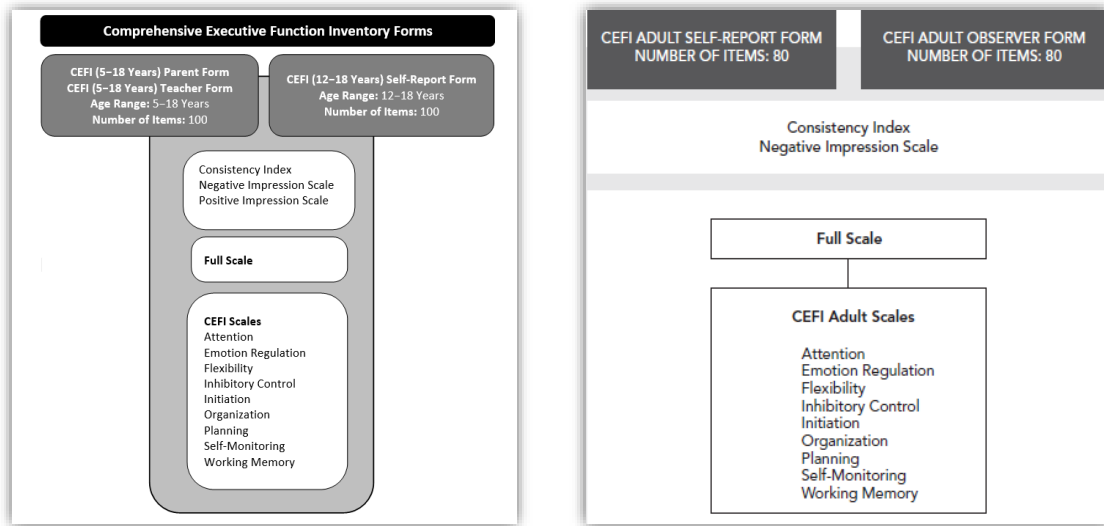 Comprehensive Executive Function Inventory Forms
CEFI (5–18 Years) Parent Form
CEFI (5–18 Years) Teacher Form
Age Range: 5–18 Years
Number of Items: 100
CEFI (12–18 Years) Self-Report Form
Age Range: 12–18 Years
Number of Items: 100
Consistency Index
Negative Impression Scale
Positive Impression Scale
Full Scale
CEFI Scales
Attention
Emotion Regulation
Flexibility
Inhibitory Control
Initiation
Organization
Planning
Self-Monitoring
Working Memory
CEFI ADULT SELF-REPORT FORM
NUMBER OF ITEMS: 80
CEFI ADULT OBSERVER FORM
NUMBER OF ITEMS: 80
Consistency Index
Negative Impression Scale
Full Scale
CEFI Adult Scales
Attention
Emotion Regulation
Flexibility
Inhibitory Control
Initiation
Organization
Planning
Self-Monitoring
Working Memory